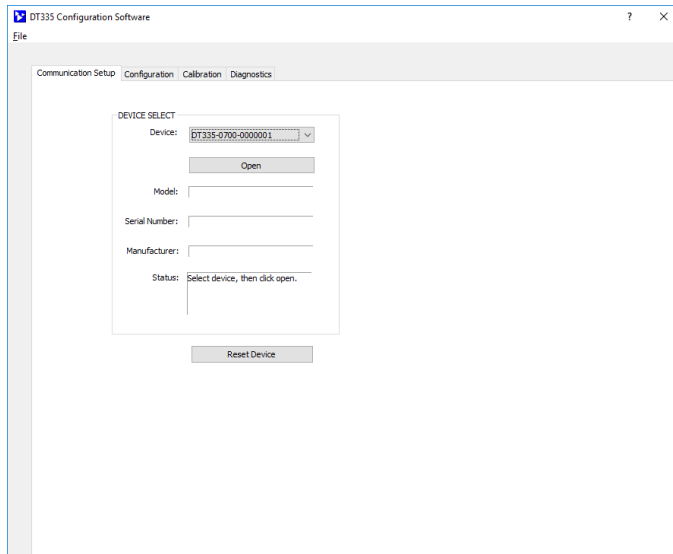 DT335 Configuration Software
?
File
Communication Setup Configuration Calibration Diagnostics
DEVICE SELECT
Device: DT335-0700-0000001
Open
Model:
Serial Number:
Manufacturer:
Status: Select device, then click open.
Reset Device